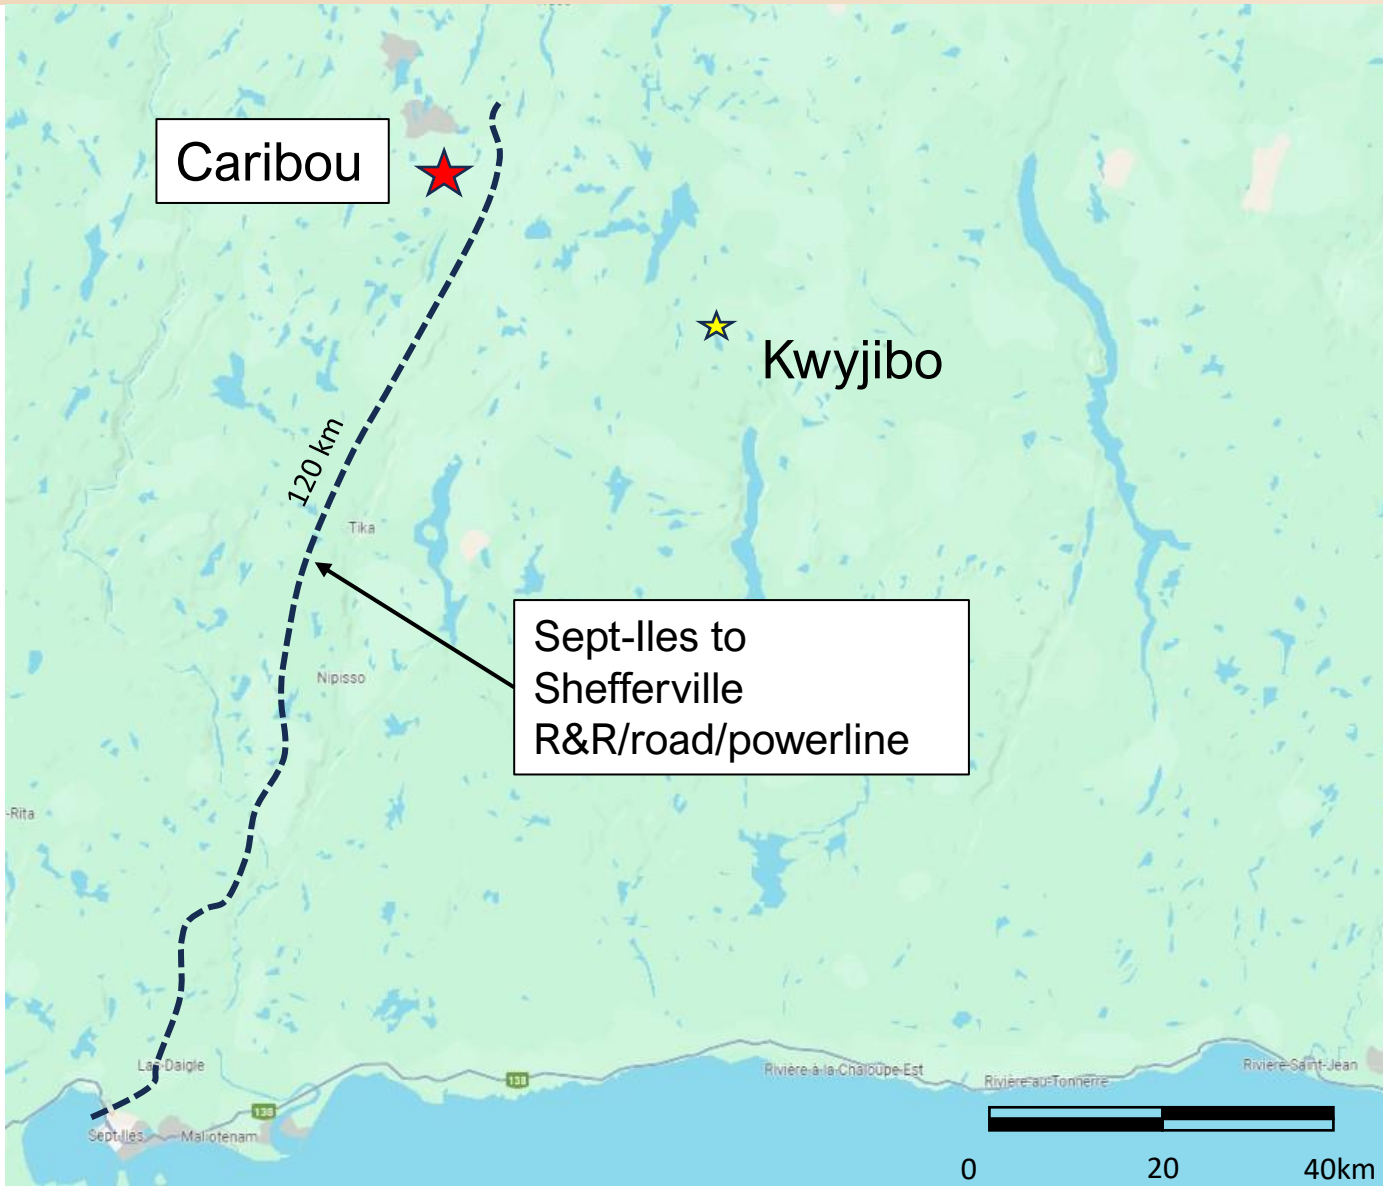 Caribou
Kwyjibo
120 km
Tika
Sept-Iles to
Shefferville
R&R/road/powerline
Nipisso
-Rita
Lac-Daigle
Rivière-à-la-Chaloupe-Est
Rivière-Saint-Jean
138
Rivière-au-Tonnerre
138
Sept-Iles
Maliotenam
0 20 40km